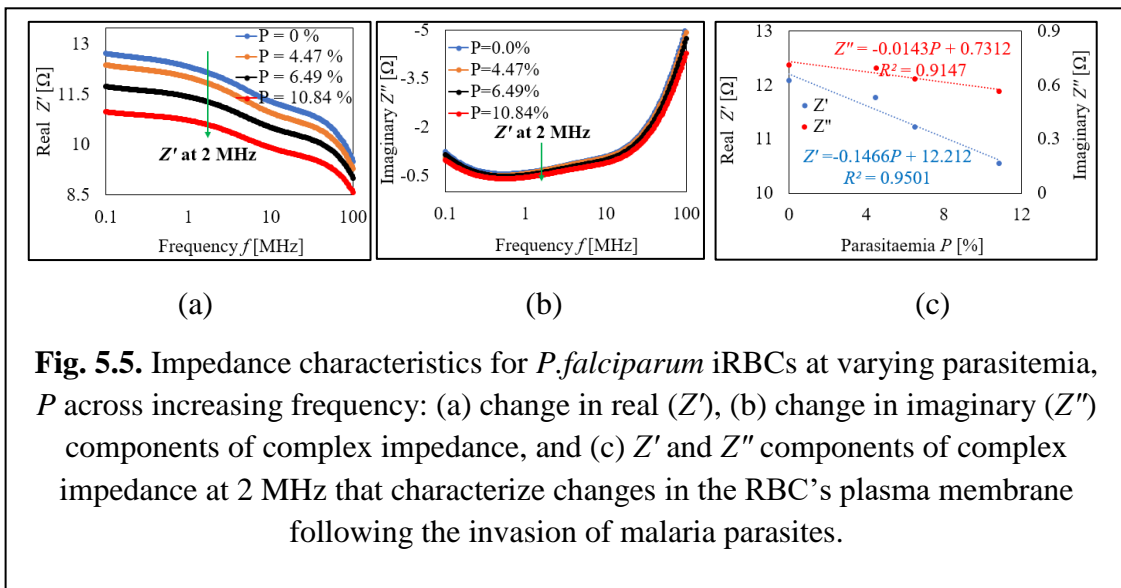 13
11.5
10
8.5
Real Z′ [Ω]
P = 0 %
P = 4.47 %
P = 6.49 %
P = 10.84 %
Z′ at 2 MHz
0.1 1 10 100
Frequency f [MHz]
-5
-3.5
-2
-0.5
Imaginary Z″ [Ω]
P=0.0%
P=4.47%
P=6.49%
P=10.84%
Z′ at 2 MHz
0.1 1 10 100
Frequency f [MHz]
13
12
11
10
Real Z′ [Ω]
Z″ = -0.0143P + 0.7312
R² = 0.9147
Z′
Z″
Z′ =-0.1466P + 12.212
R² = 0.9501
0.9
0.6
0.3
0
Imaginary Z″ [Ω]
0 4 8 12
Parasitaemia P [%]
(a) (b) (c)
Fig. 5.5. Impedance characteristics for P.falciparum iRBCs at varying parasitemia,
P across increasing frequency: (a) change in real (Z′), (b) change in imaginary (Z″)
components of complex impedance, and (c) Z′ and Z″ components of complex
impedance at 2 MHz that characterize changes in the RBC’s plasma membrane
following the invasion of malaria parasites.